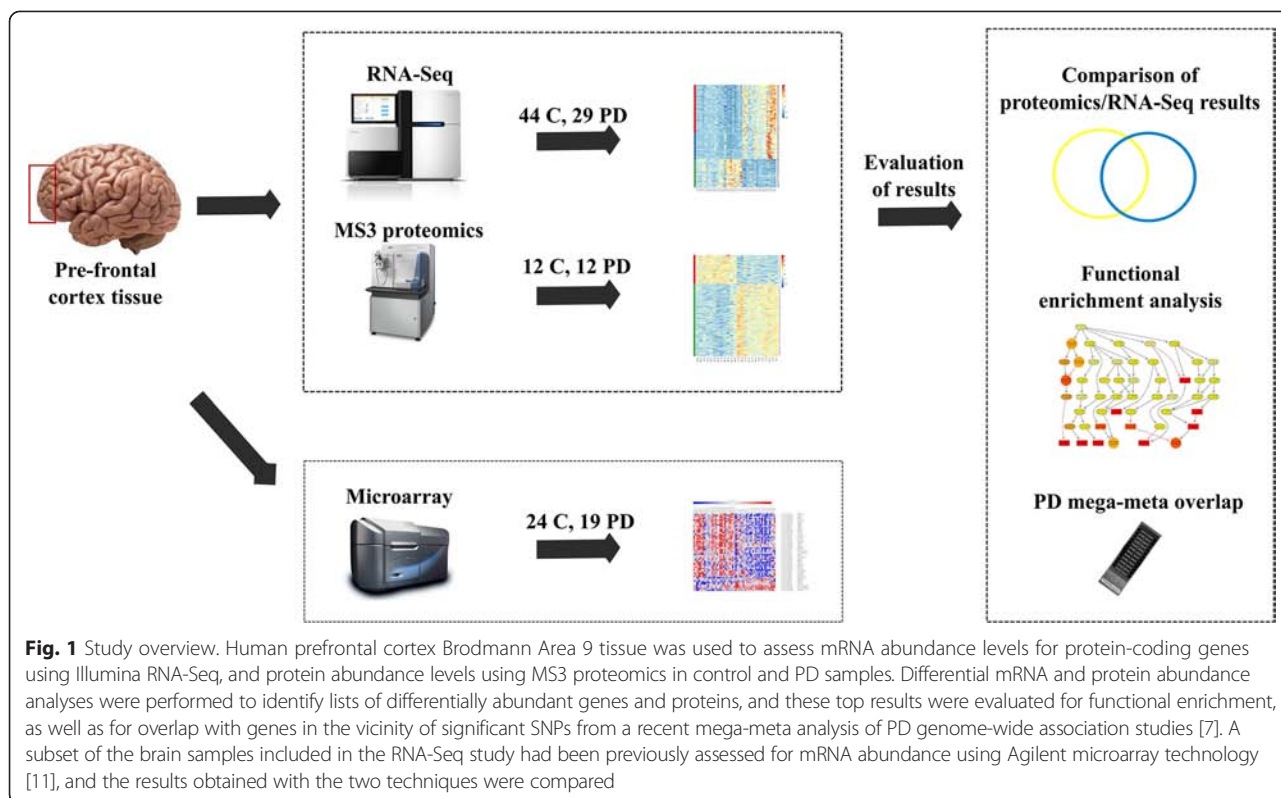 RNA-Seq
44 C, 29 PD
MS3 proteomics
12 C, 12 PD
Pre-frontal
cortex tissue
Evaluation
of results
Comparison of
proteomics/RNA-Seq results
Functional
enrichment analysis
PD mega-meta overlap
Microarray
24 C, 19 PD
Fig. 1 Study overview. Human prefrontal cortex Brodmann Area 9 tissue was used to assess mRNA abundance levels for protein-coding genes
using Illumina RNA-Seq, and protein abundance levels using MS3 proteomics in control and PD samples. Differential mRNA and protein abundance
analyses were performed to identify lists of differentially abundant genes and proteins, and these top results were evaluated for functional enrichment,
as well as for overlap with genes in the vicinity of significant SNPs from a recent mega-meta analysis of PD genome-wide association studies [7]. A
subset of the brain samples included in the RNA-Seq study had been previously assessed for mRNA abundance using Agilent microarray technology
[11], and the results obtained with the two techniques were compared